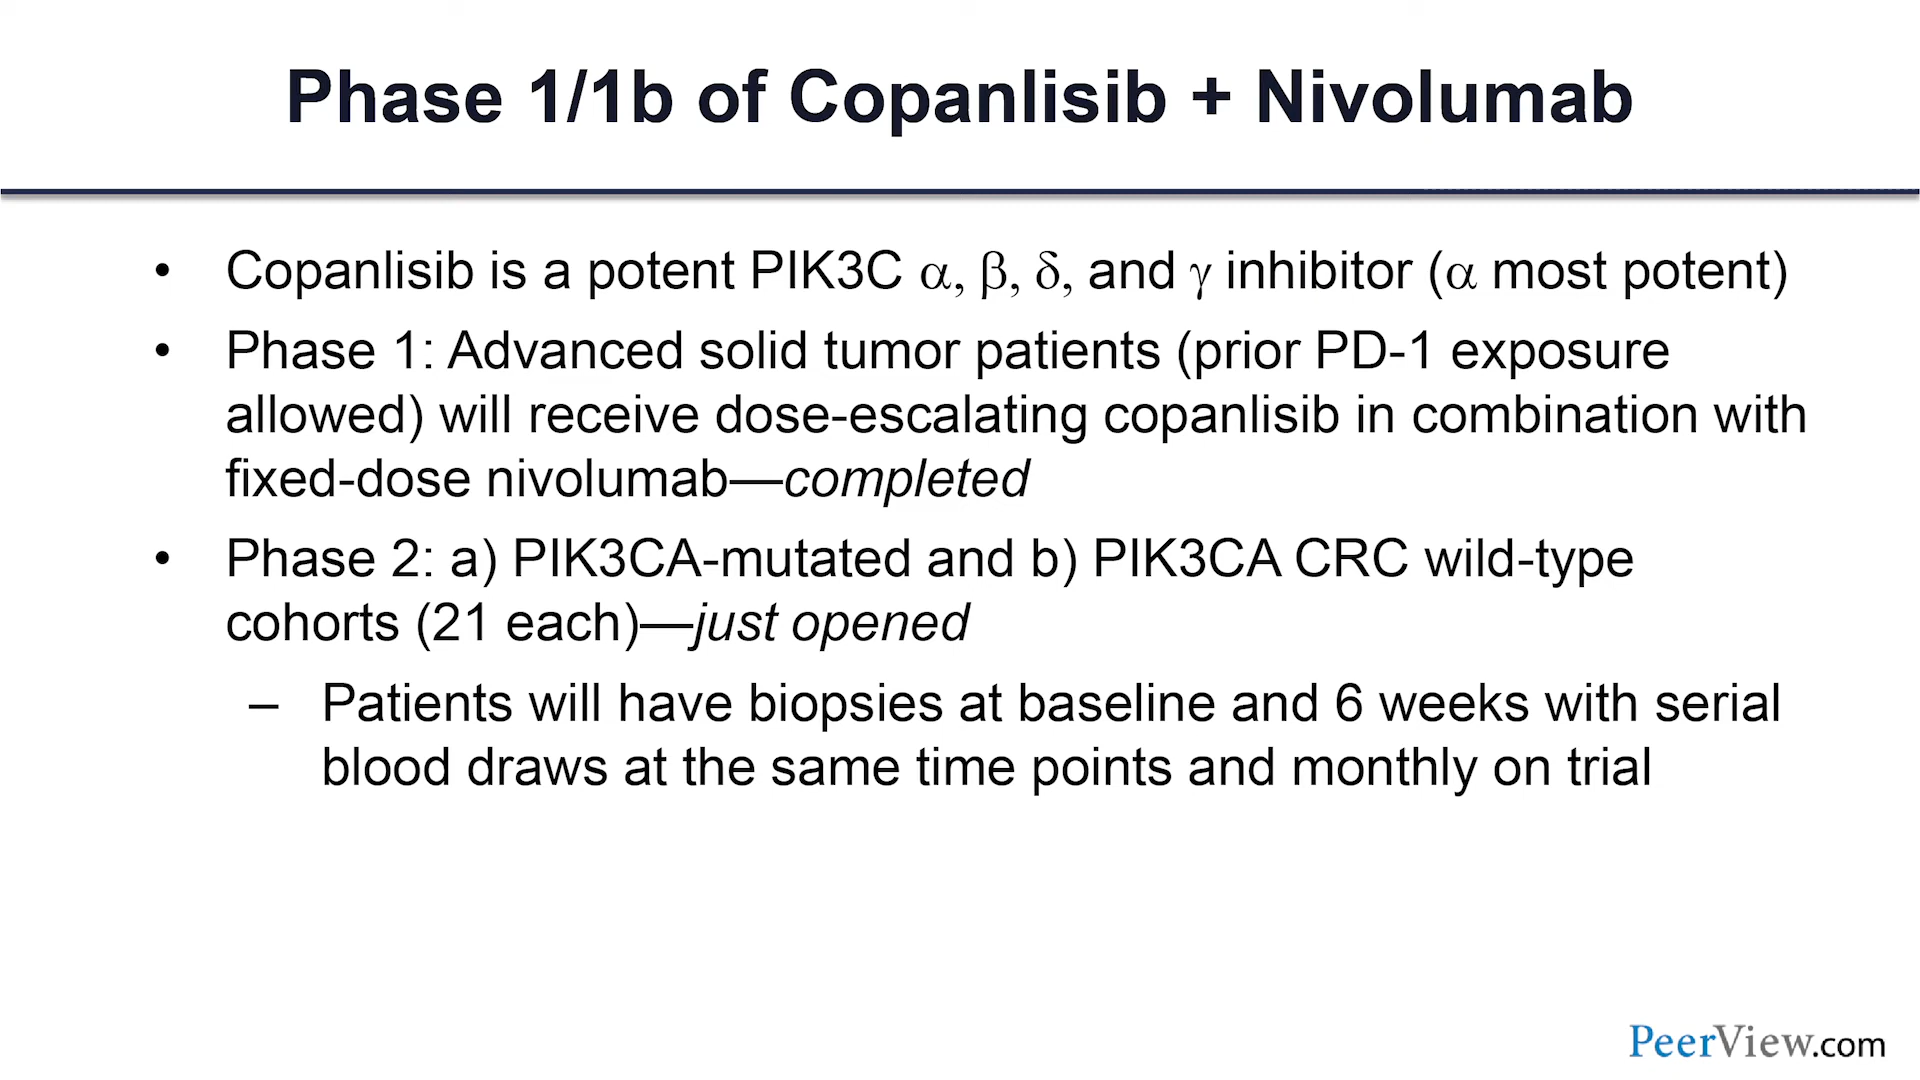 Phase 1/1b of Copanlisib + Nivolumab
• Copanlisib is a potent PIK3C α, β, δ, and γ inhibitor (α most potent)
• Phase 1: Advanced solid tumor patients (prior PD-1 exposure
allowed) will receive dose-escalating copanlisib in combination with
fixed-dose nivolumab—completed
• Phase 2: a) PIK3CA-mutated and b) PIK3CA CRC wild-type
cohorts (21 each)—just opened
– Patients will have biopsies at baseline and 6 weeks with serial
blood draws at the same time points and monthly on trial
PeerView.com